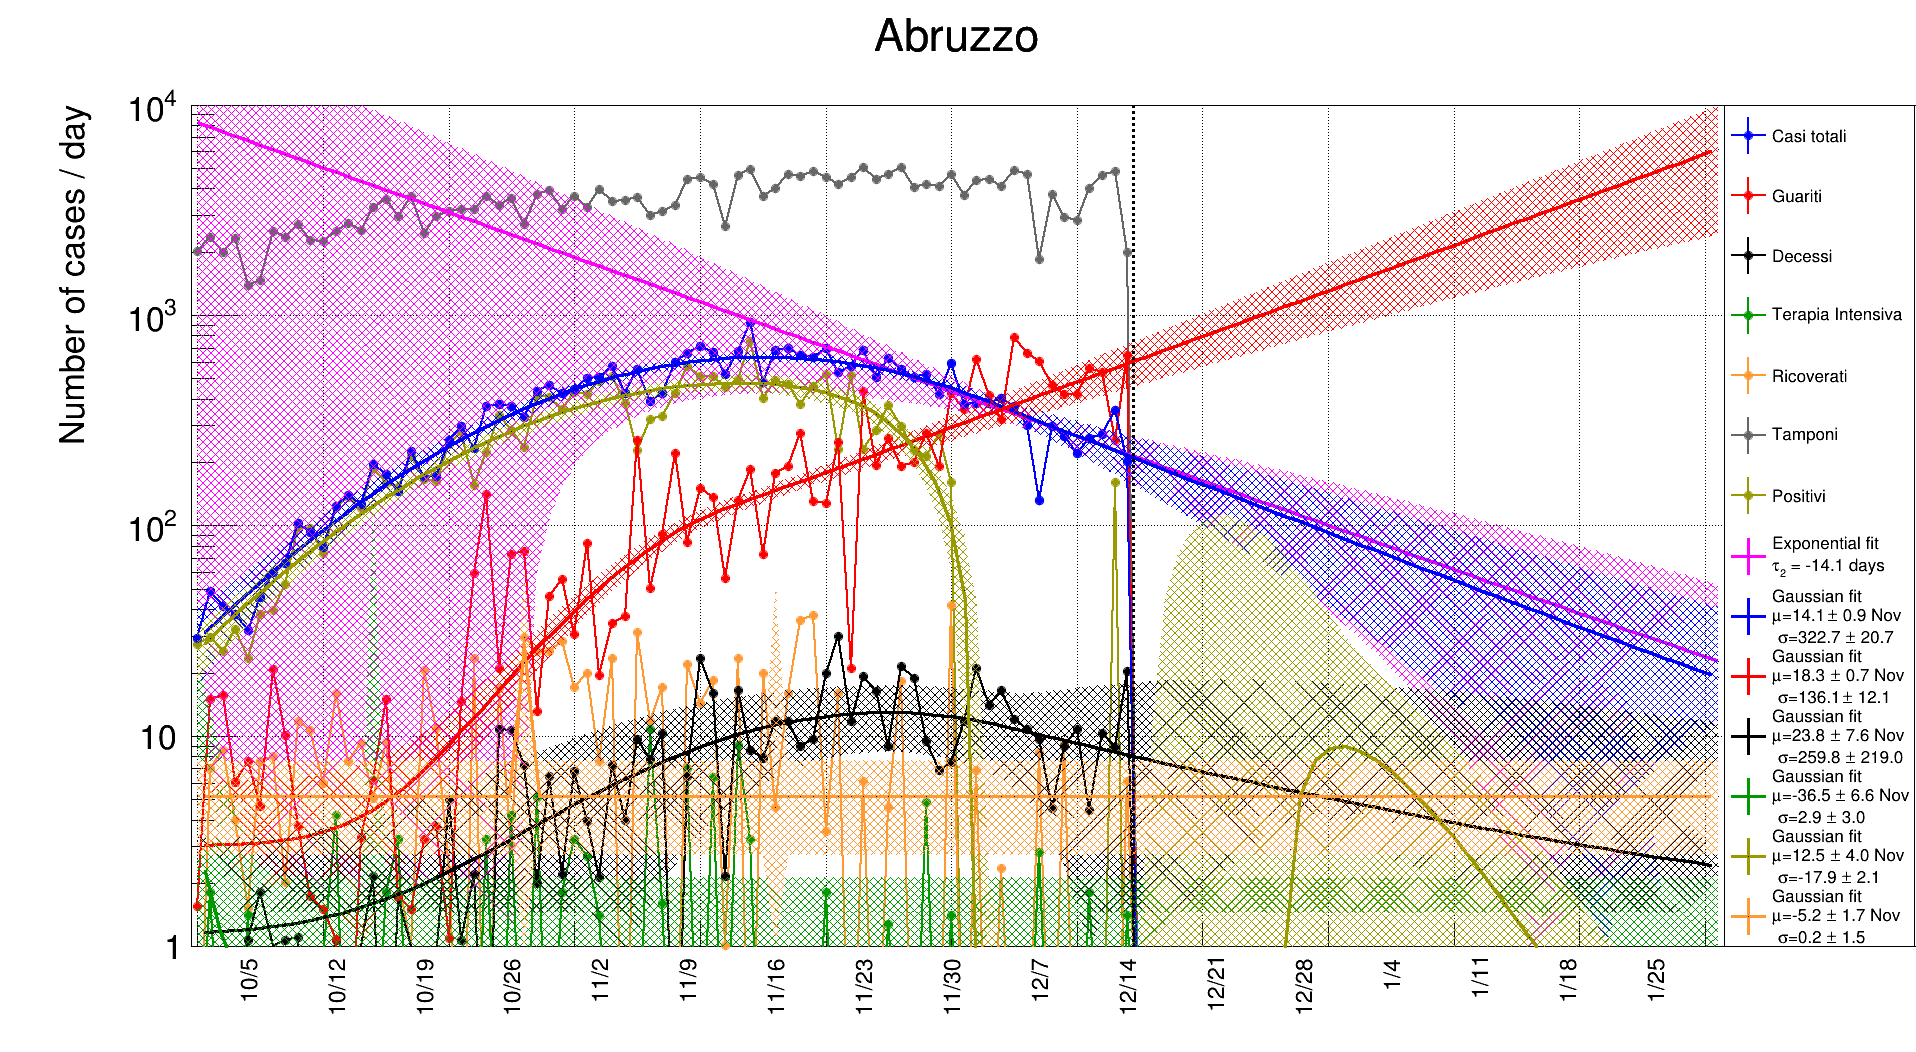 Abruzzo
Number of cases / day
10⁴
10³
10²
10
1
10/5
10/12
10/19
10/26
11/2
11/9
11/16
11/23
11/30
12/7
12/14
12/21
12/28
1/4
1/11
1/18
1/25
Casi totali
Guariti
Decessi
Terapia Intensiva
Ricoverati
Tamponi
Positivi
Exponential fit
τ₂ = -14.1 days
Gaussian fit
μ=14.1 ± 0.9 Nov
σ=322.7 ± 20.7
Gaussian fit
μ=18.3 ± 0.7 Nov
σ=136.1 ± 12.1
Gaussian fit
μ=23.8 ± 7.6 Nov
σ=259.8 ± 219.0
Gaussian fit
μ=-36.5 ± 6.6 Nov
σ=2.9 ± 3.0
Gaussian fit
μ=12.5 ± 4.0 Nov
σ=-17.9 ± 2.1
Gaussian fit
μ=-5.2 ± 1.7 Nov
σ=0.2 ± 1.5